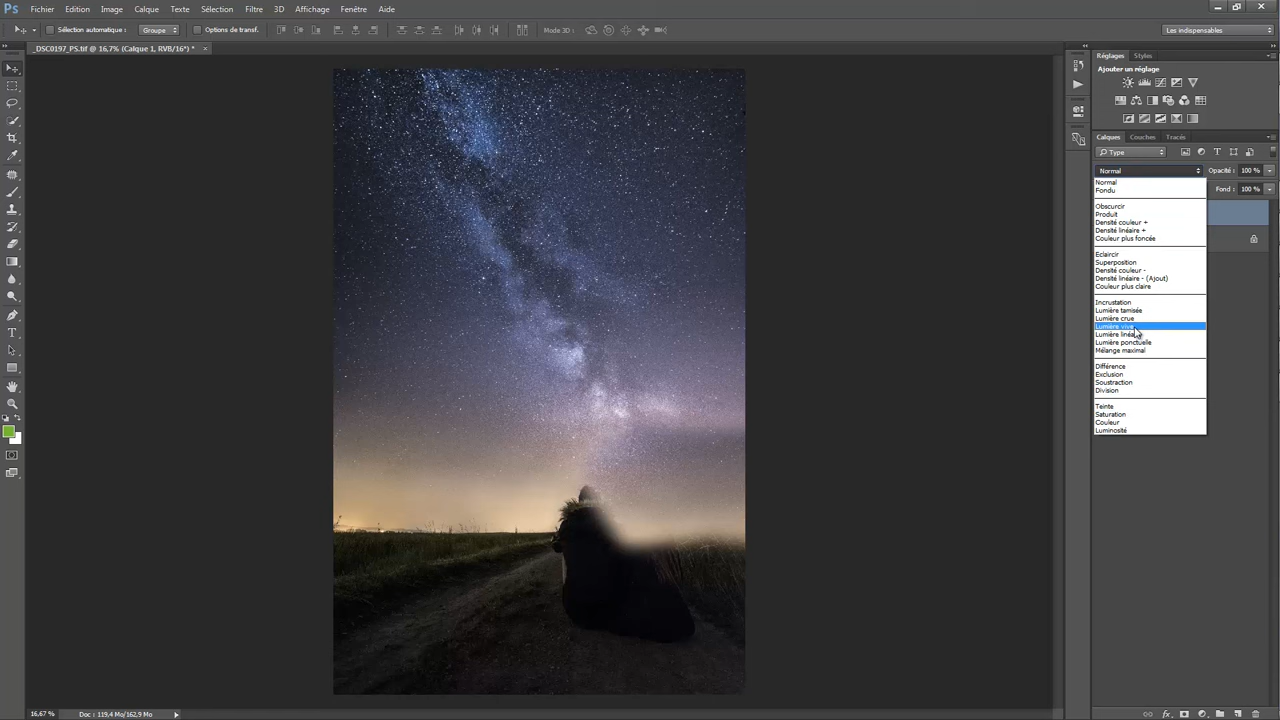 Ps Fichier Edition Image Calque Texte Sélection Filtre 3D Affichage Fenêtre Aide
Sélection automatique : Groupe Options de transf. Mode 3D : Les indispensables
_DSC0197_PS.tif @ 16,7% (Calque 1, RVB/16*) * ×
Réglages Styles
Ajouter un réglage
Calques Couches Tracés
Type
Normal Opacité : 100 %
Normal
Fondu
Fond : 100 %
Obscurcir
Produit
Densité couleur +
Densité linéaire +
Couleur plus foncée
Eclaircir
Superposition
Densité couleur -
Densité linéaire - (Ajout)
Couleur plus claire
Incrustation
Lumière tamisée
Lumière crue
Lumière vive
Lumière
Lumière ponctuelle
Mélange maximal
Différence
Exclusion
Soustraction
Division
Teinte
Saturation
Couleur
Luminosité
16,67 % Doc : 119,4 Mo/162,9 Mo